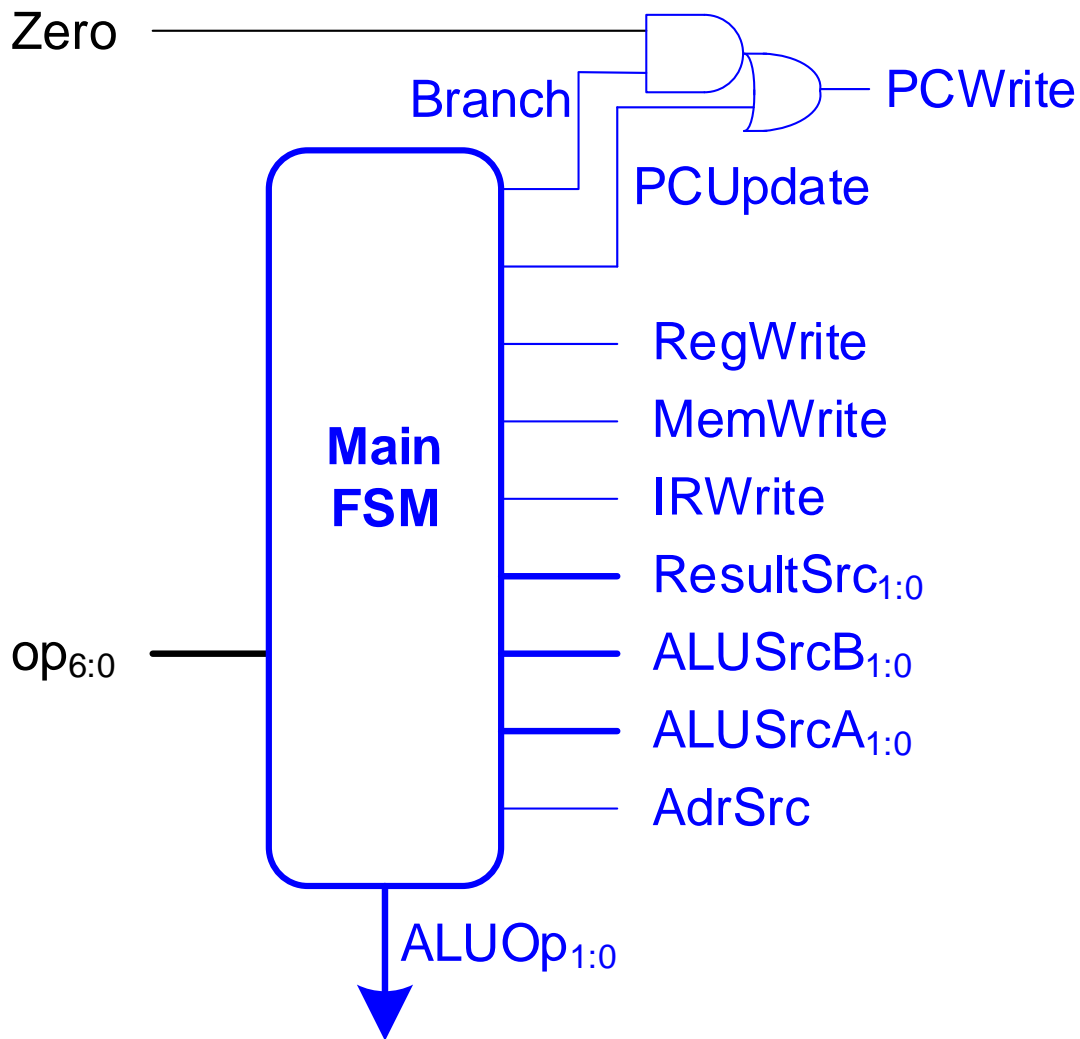 Zero
Branch
PCWrite
PCUpdate
RegWrite
MemWrite
Main
FSM
IRWrite
ResultSrc1:0
op6:0
ALUSrcB1:0
ALUSrcA1:0
AdrSrc
ALUOp1:0